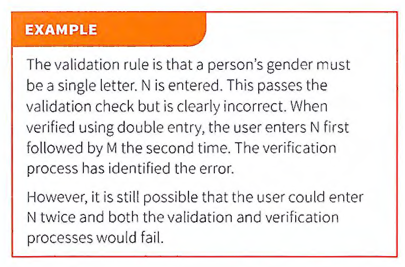 EXAMPLE
The validation rule is that a person's gender must
be a single letter. N is entered. This passes the
validation check but is clearly incorrect. When
verified using double entry, the user enters N first
followed by M the second time. The verification
process has identified the error.
However, it is still possible that the user could enter
N twice and both the validation and verification
processes would fail.